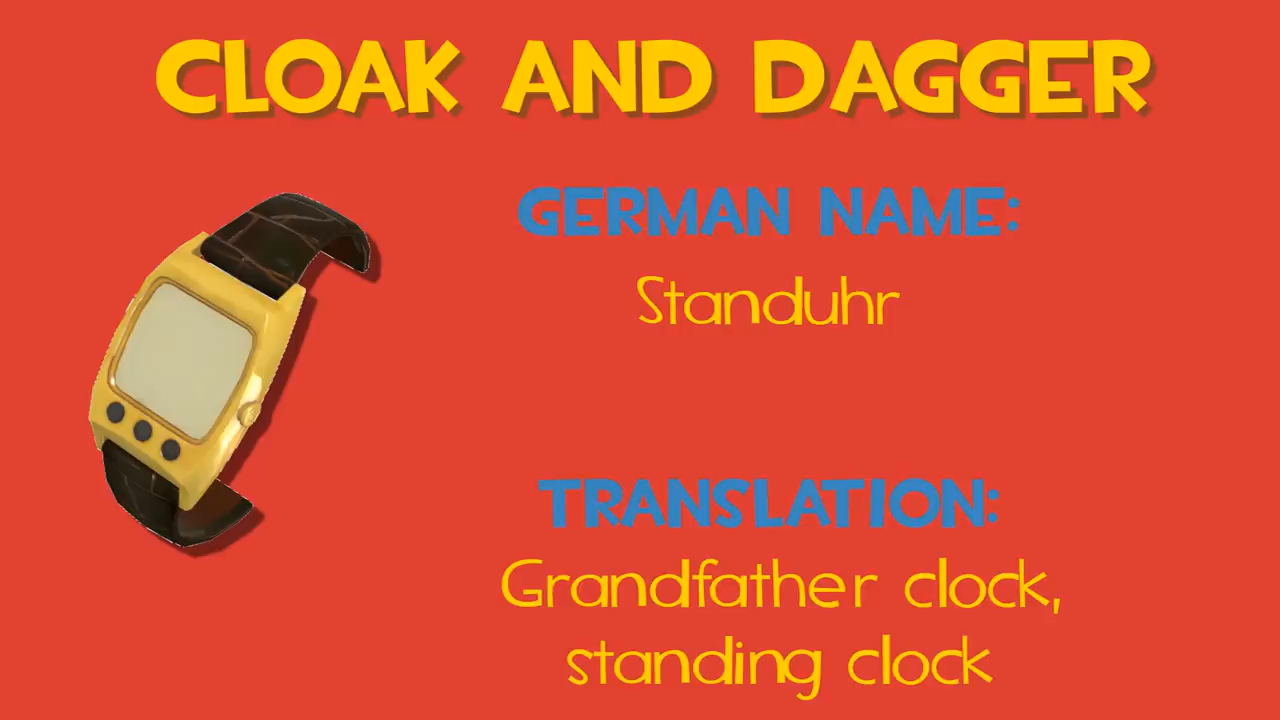 CLOAK AND DAGGER
GERMAN NAME:
Standuhr
TRANSLATION:
Grandfather clock,
standing clock